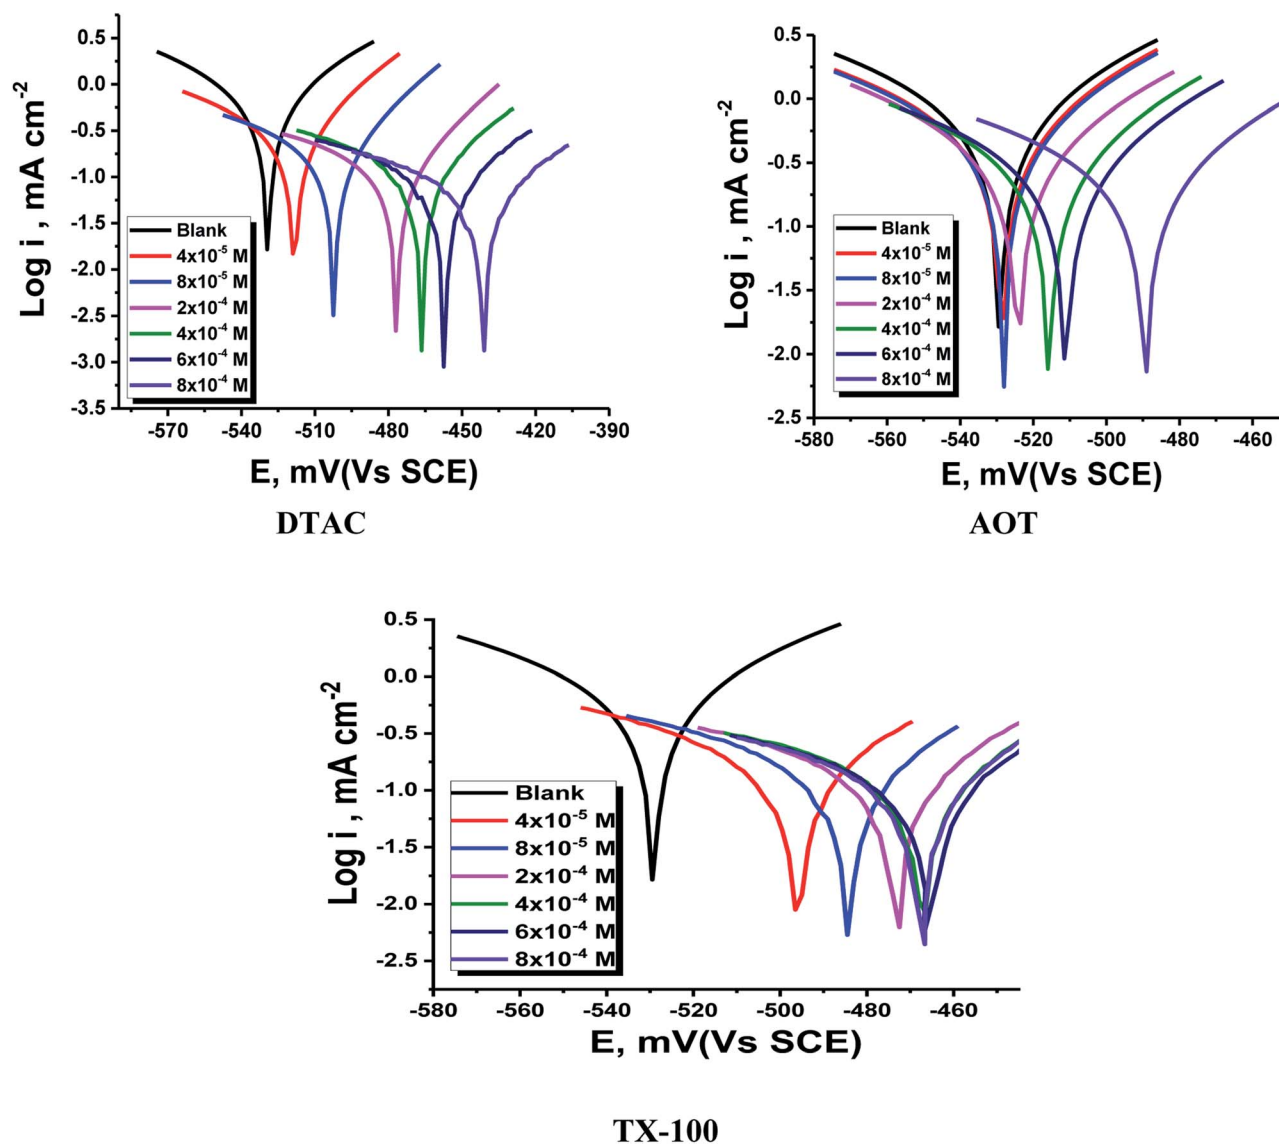 0.5
0.0
-0.5
-1.0
-1.5
-2.0
-2.5
-3.0
-3.5
Log i , mA cm⁻²
Blank
4x10⁻⁵ M
8x10⁻⁵ M
2x10⁻⁴ M
4x10⁻⁴ M
6x10⁻⁴ M
8x10⁻⁴ M
-570 -540 -510 -480 -450 -420 -390
E, mV(Vs SCE)
DTAC
0.5
0.0
-0.5
-1.0
-1.5
-2.0
-2.5
Log i , mA cm⁻²
Blank
4x10⁻⁵ M
8x10⁻⁵ M
2x10⁻⁴ M
4x10⁻⁴ M
6x10⁻⁴ M
8x10⁻⁴ M
-580 -560 -540 -520 -500 -480 -460
E, mV(Vs SCE)
AOT
0.5
0.0
-0.5
-1.0
-1.5
-2.0
-2.5
Log i , mA cm⁻²
Blank
4x10⁻⁵ M
8x10⁻⁵ M
2x10⁻⁴ M
4x10⁻⁴ M
6x10⁻⁴ M
8x10⁻⁴ M
-580 -560 -540 -520 -500 -480 -460
E, mV(Vs SCE)
TX-100